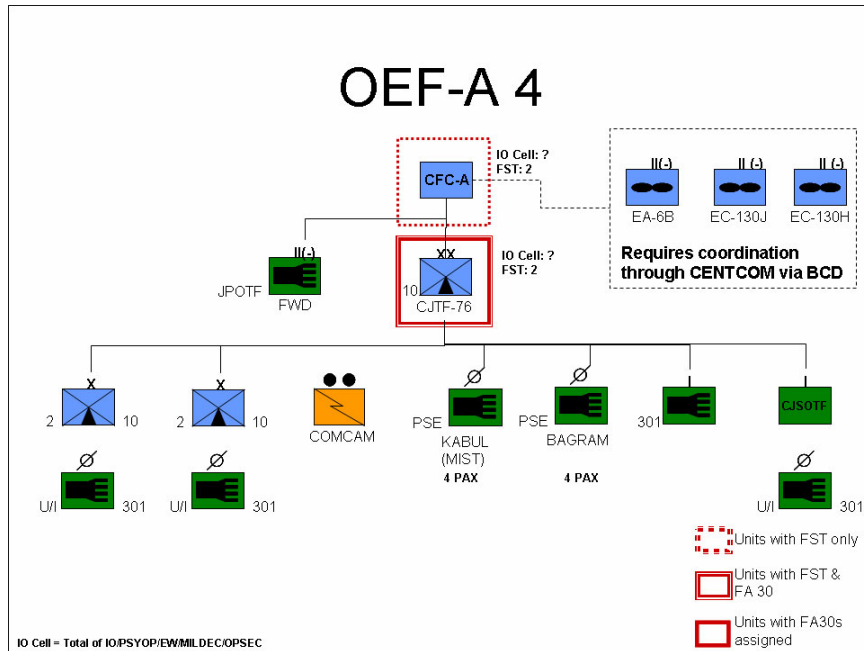 OEF-A 4
IO Cell: ?
FST: 2
CFC-A
II(-)
II(-)
II(-)
EA-6B
EC-130J
EC-130H
Requires coordination
through CENTCOM via BCD
II(-)
JPOTF
FWD
XX
10
CJTF-76
IO Cell: ?
FST: 2
X
2
10
X
2
10
COMCAM
PSE
KABUL
(MIST)
4 PAX
PSE
BAGRAM
4 PAX
I
301
I
CJSOTF
Ø
U/I
301
Ø
U/I
301
Ø
U/I
301
Units with FST only
Units with FST &
FA 30
Units with FA30s
assigned
IO Cell = Total of IO/PSYOP/EW/MILDEC/OPSEC